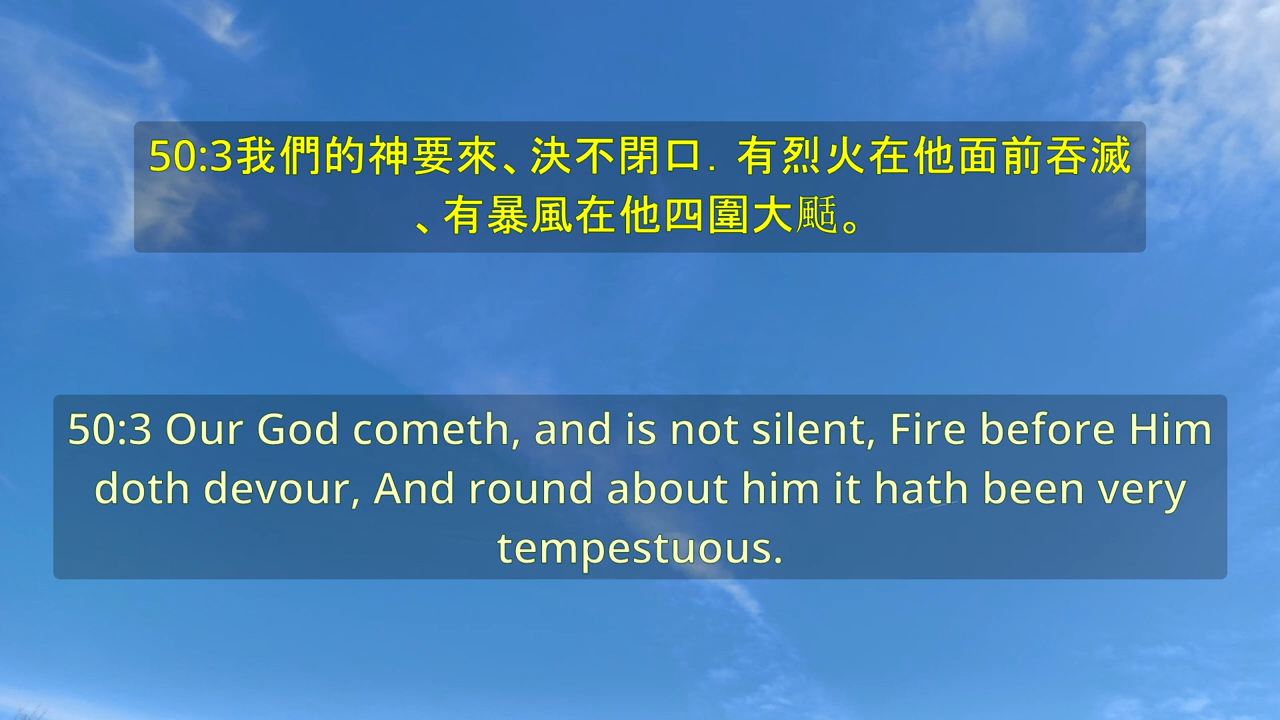 50:3我們的神要來、決不閉口．有烈火在他面前吞滅
、有暴風在他四圍大颳。
50:3 Our God cometh, and is not silent, Fire before Him
doth devour, And round about him it hath been very
tempestuous.